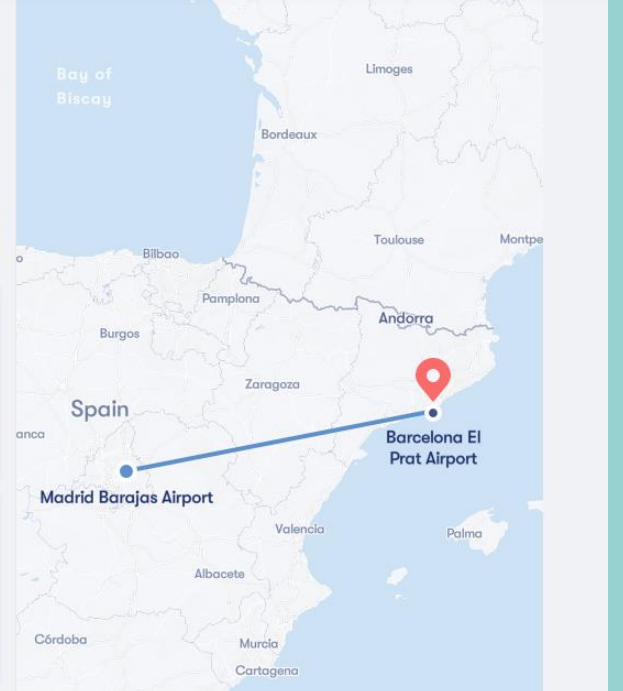 Limoges
Bay of
Biscay
Bordeaux
Toulouse
Montpe
o
Bilbao
Pamplona
Andorra
Burgos
Zaragoza
Spain
anca
Barcelona El
Prat Airport
Madrid Barajas Airport
Valencia
Palma
Albacete
Córdoba
Murcia
Cartagena